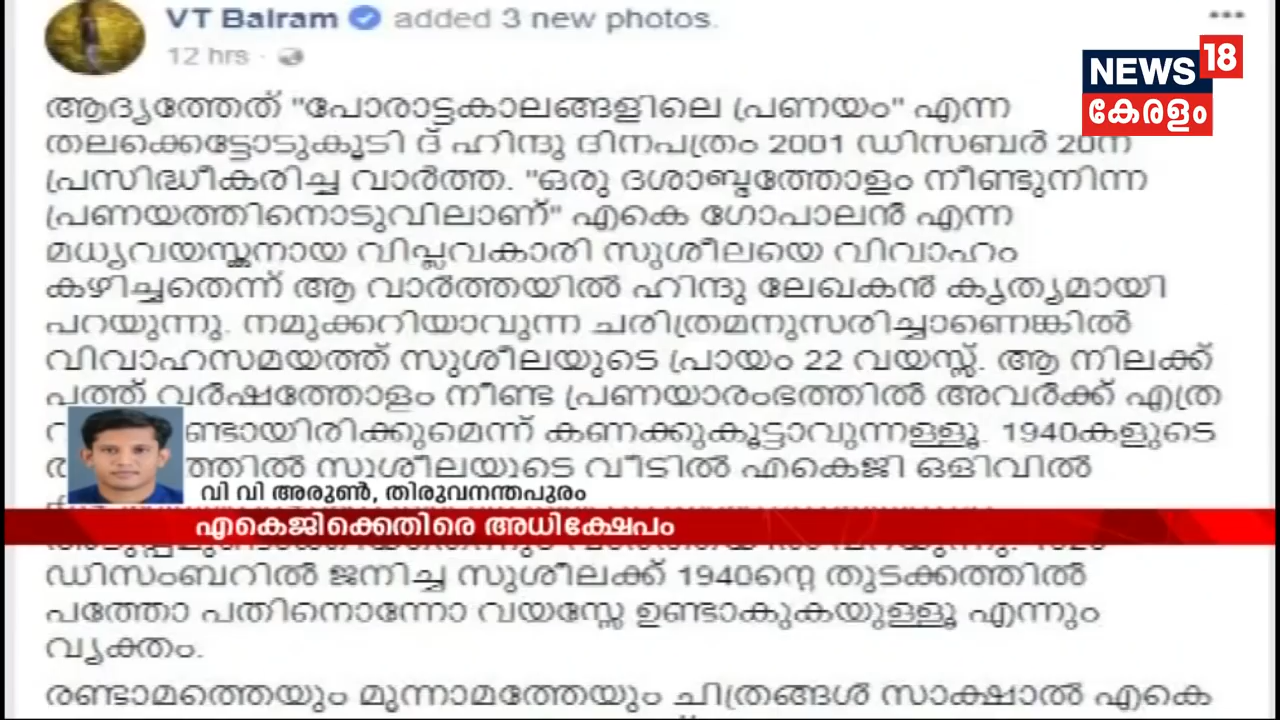 VT Balram added 3 new photos.
12 hrs ·
NEWS 18
കേരളം
ആദ്യത്തേത് "പോരാട്ടകാലങ്ങളിലെ പ്രണയം" എന്ന
തലക്കെട്ടോടുകൂടി ദ് ഹിന്ദു ദിനപത്രം 2001 ഡിസബർ 20ന്
പ്രസിദ്ധീകരിച്ച വാർത്ത. "ഒരു ദശാബ്ദത്തോളം നീണ്ടുനിന്ന
പ്രണയത്തിനൊടുവിലാണ്" എകെ ഗോപാലൻ എന്ന
മധ്യവയസ്ക്കനായ വിപ്ലവകാരി സുശീലയെ വിവാഹം
കഴിച്ചതെന്ന് ആ വാർത്തയിൽ ഹിന്ദു ലേഖകൻ കൃത്യമായി
പറയുന്നു. നമുക്കറിയാവുന്ന ചരിത്രമനുസരിച്ചാണെങ്കിൽ
വിവാഹസമയത്ത് സുശീലയുടെ പ്രായം 22 വയസ്സ്. ആ നിലക്ക്
പത്ത് വർഷത്തോളം നീണ്ട പ്രണയാരംഭത്തിൽ അവർക്ക് എത്ര
ണ്ടായിരിക്കുമെന്ന് കണക്കുകൂട്ടാവുന്നള്ളൂ. 1940കളുടെ
ത്തിൽ സുശീലയുടെ വീട്ടിൽ എകെജി ഒളിവിൽ
വി വി അരുൺ, തിരുവനന്തപുരം
എകെജിക്കെതിരെ അധിക്ഷേപം
ഡിസംബറിൽ ജനിച്ച സുശീലക്ക് 1940ന്റെ തുടക്കത്തിൽ
പത്തോ പതിനൊന്നോ വയസ്സേ ഉണ്ടാകുകയുള്ളൂ എന്നും
വ്യക്തം.
രണ്ടാമത്തെയും മൂന്നാമത്തേയും ചിത്രങ്ങൾ സാക്ഷാൽ എകെ